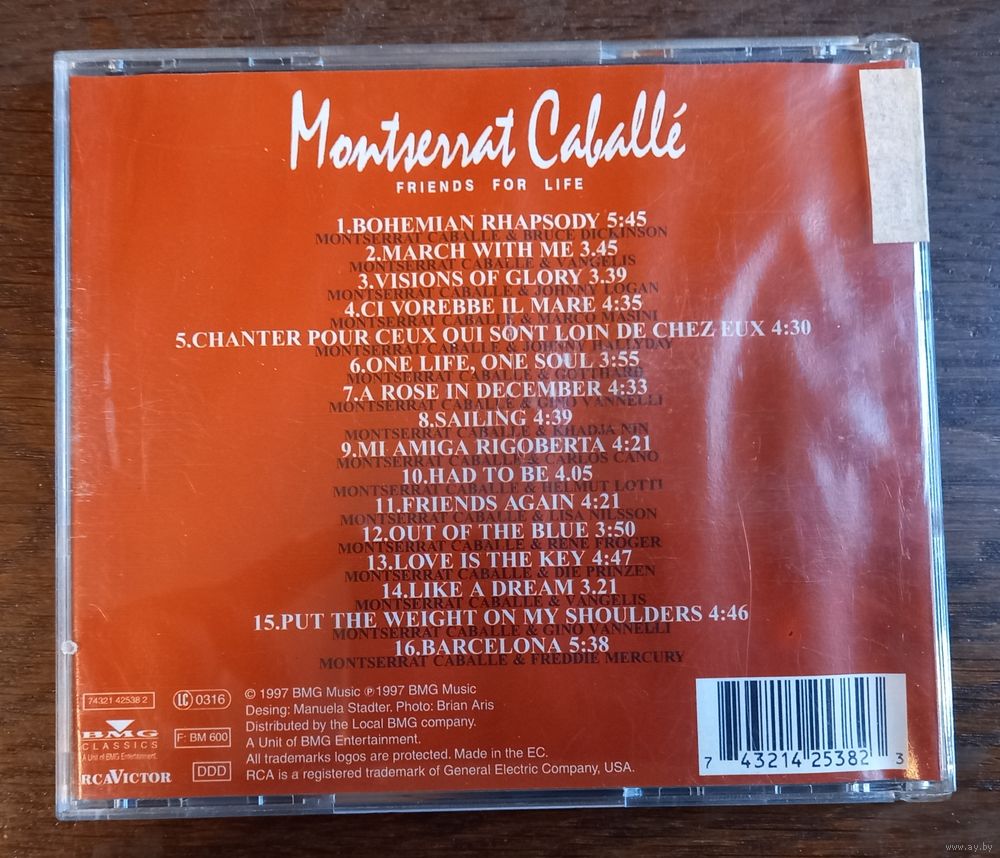 Montserrat Caballé
FRIENDS FOR LIFE
1.BOHEMIAN RHAPSODY 5:45
MONTSERRAT CABALLE & BRUCE DICKINSON
2.MARCH WITH ME 3.45
MONTSERRAT CABALLE & VANGELIS
3.VISIONS OF GLORY 3.39
MONTSERRAT CABALLE & JOHNNY LOGAN
4.CI VOREBBE IL MARE 4:35
MONTSERRAT CABALLE & MARCO MASINI
5.CHANTER POUR CEUX QUI SONT LOIN DE CHEZ EUX 4:30
MONTSERRAT CABALLE & JOHNNY HALLYDAY
6.ONE LIFE, ONE SOUL 3:55
MONTSERRAT CABALLE & GOTTHARD
7.A ROSE IN DECEMBER 4:33
MONTSERRAT CABALLE & GINO VANNELLI
8.SAILING 4:39
MONTSERRAT CABALLE & KHADJA NIN
9.MI AMIGA RIGOBERTA 4:21
MONTSERRAT CABALLE & CARLOS CANO
10.HAD TO BE 4.05
MONTSERRAT CABALLE & HELMUT LOTTI
11.FRIENDS AGAIN 4:21
MONTSERRAT CABALLE & LISA NILSSON
12.OUT OF THE BLUE 3:50
MONTSERRAT CABALLE & RENE FROGER
13.LOVE IS THE KEY 4:47
MONTSERRAT CABALLE & DIE PRINZEN
14.LIKE A DREAM 3.21
MONTSERRAT CABALLE & VANGELIS
15.PUT THE WEIGHT ON MY SHOULDERS 4:46
MONTSERRAT CABALLE & GINO VANNELLI
16.BARCELONA 5:38
MONTSERRAT CABALLE & FREDDIE MERCURY
74321 42538 2
LC 0316
BMG
CLASSICS
A Unit of BMG Entertainment.
F: BM 600
RCA VICTOR
DDD
© 1997 BMG Music ℗ 1997 BMG Music
Desing: Manuela Stadter. Photo: Brian Aris
Distributed by the Local BMG company.
A Unit of BMG Entertainment.
All trademarks logos are protected. Made in the EC.
RCA is a registered trademark of General Electric Company, USA.
7 43214 25382 3
www.ay.by